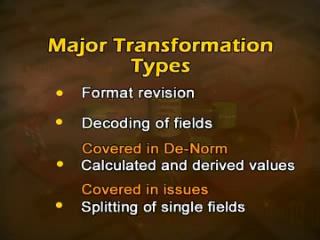 Major Transformation
Types
• Format revision
• Decoding of fields
Covered in De-Norm
• Calculated and derived values
Covered in issues
• Splitting of single fields